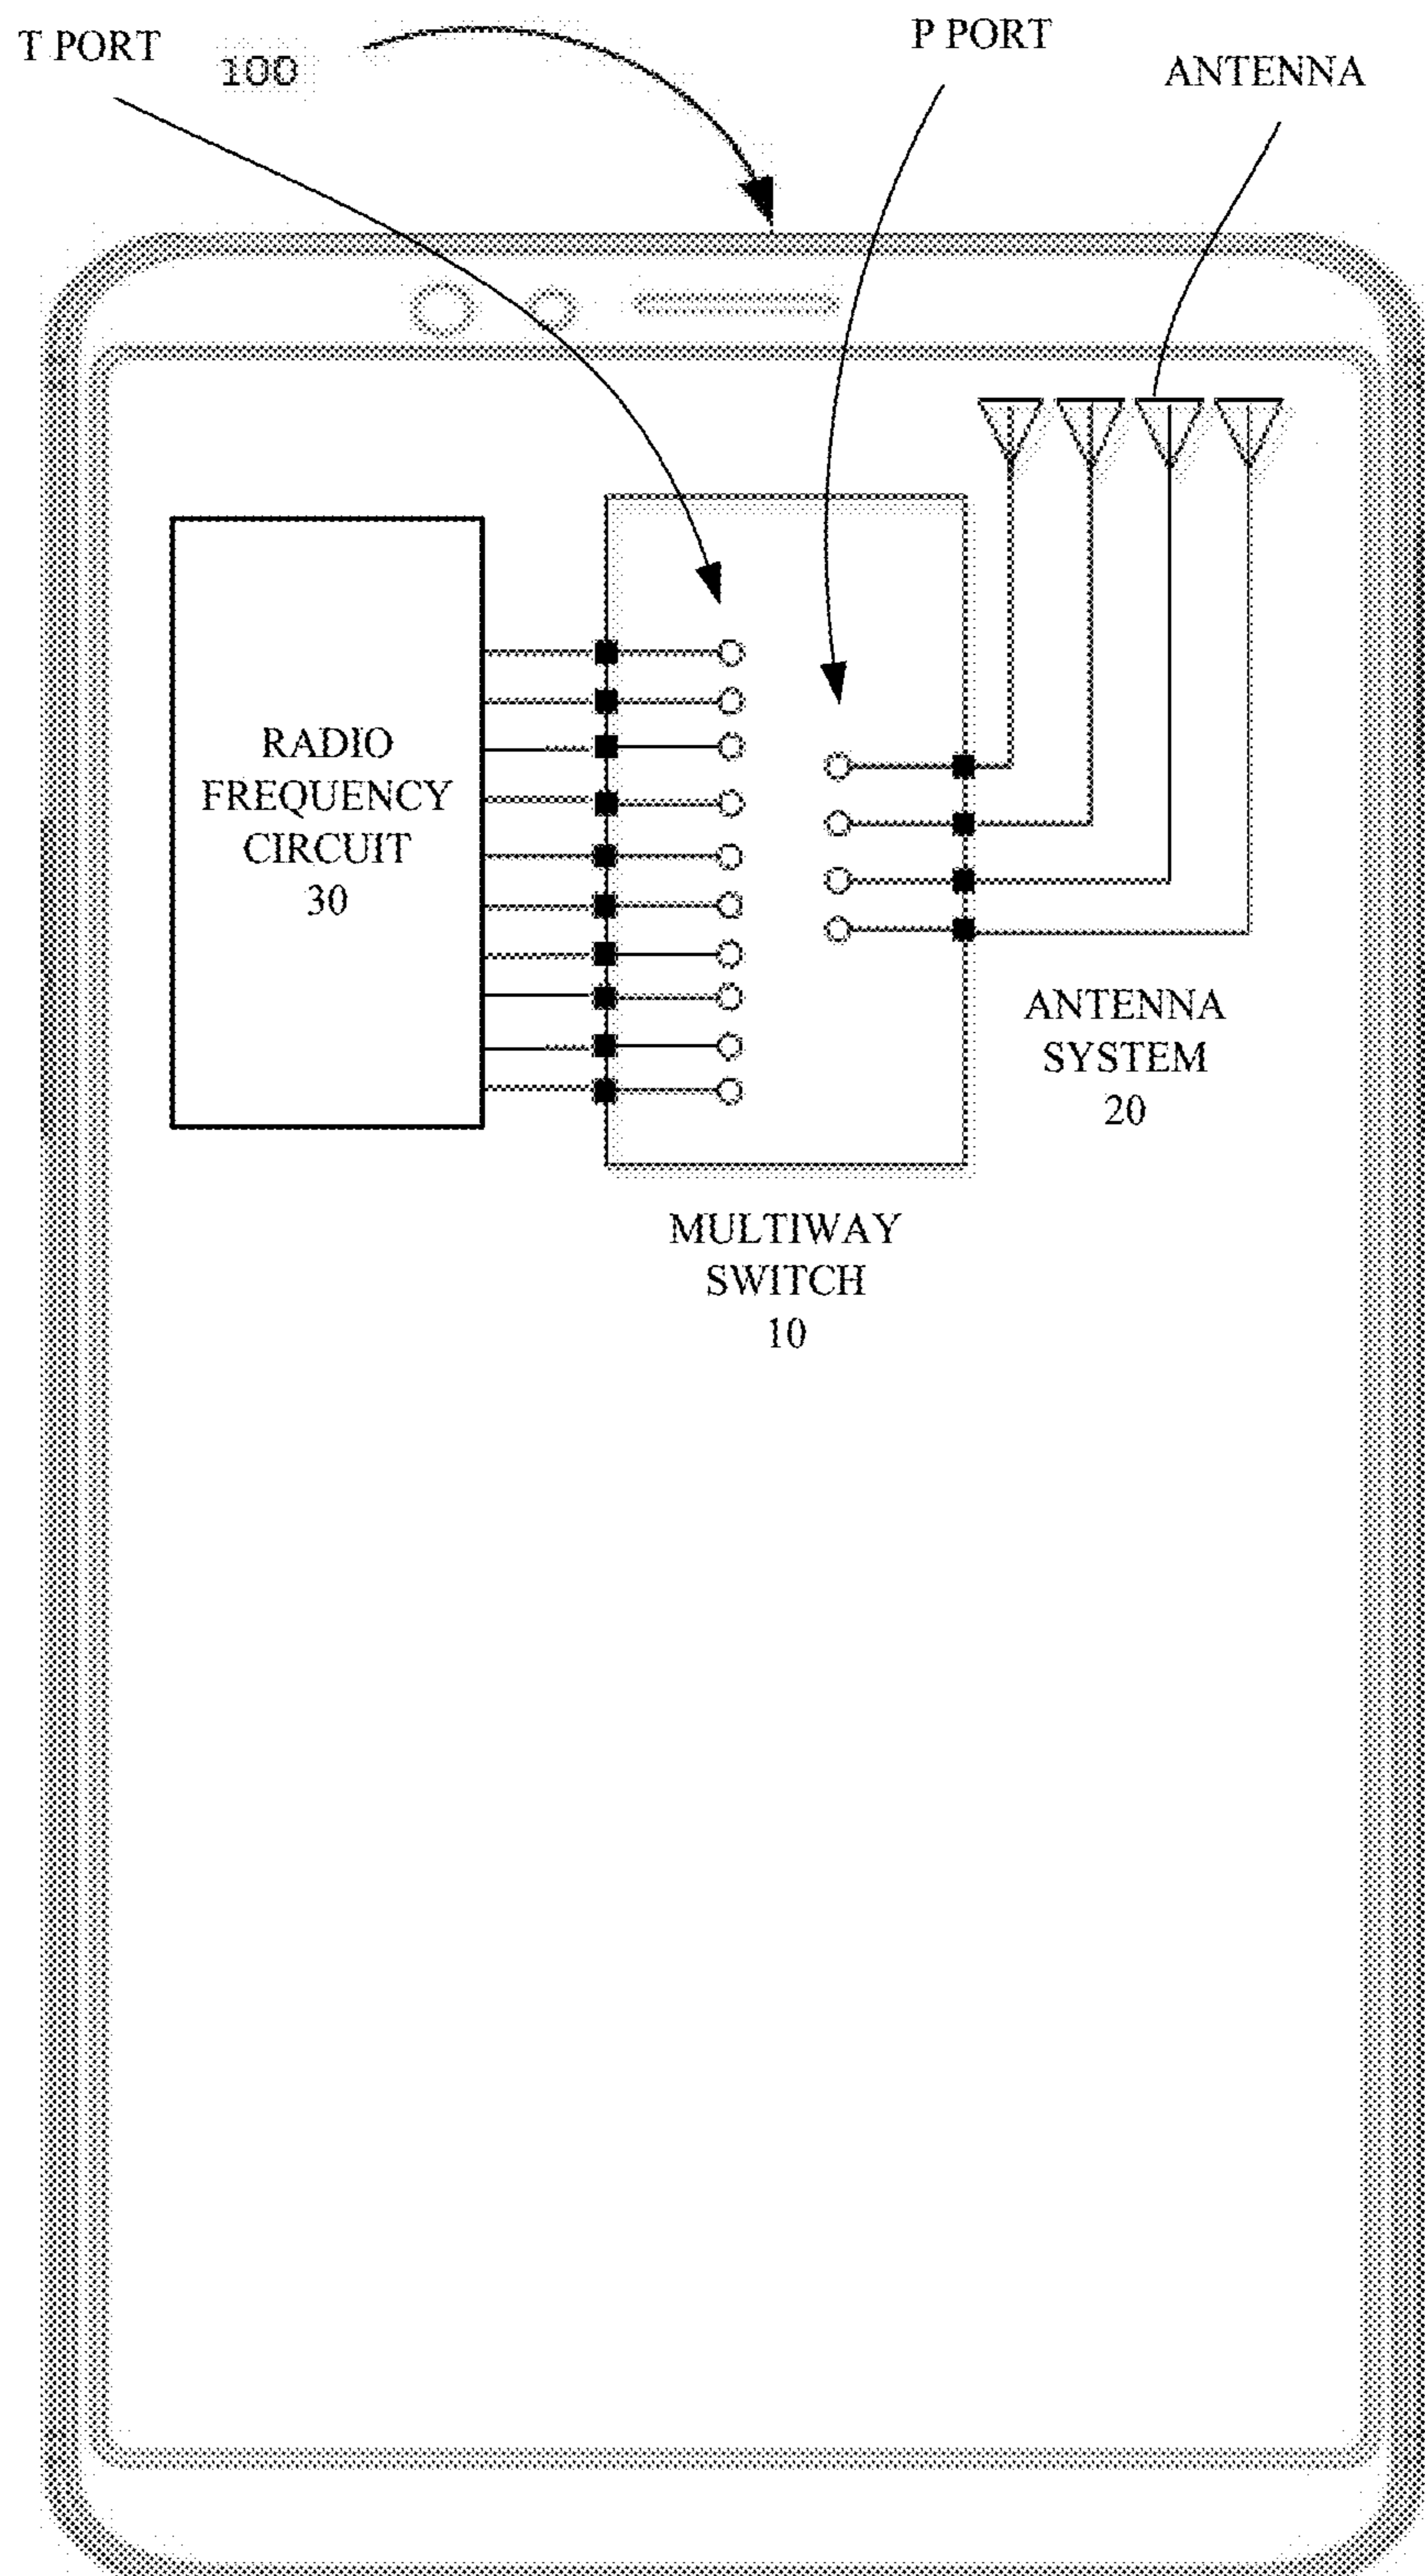 T PORT
100
P PORT
ANTENNA
RADIO
FREQUENCY
CIRCUIT
30
ANTENNA
SYSTEM
20
MULTIWAY
SWITCH
10